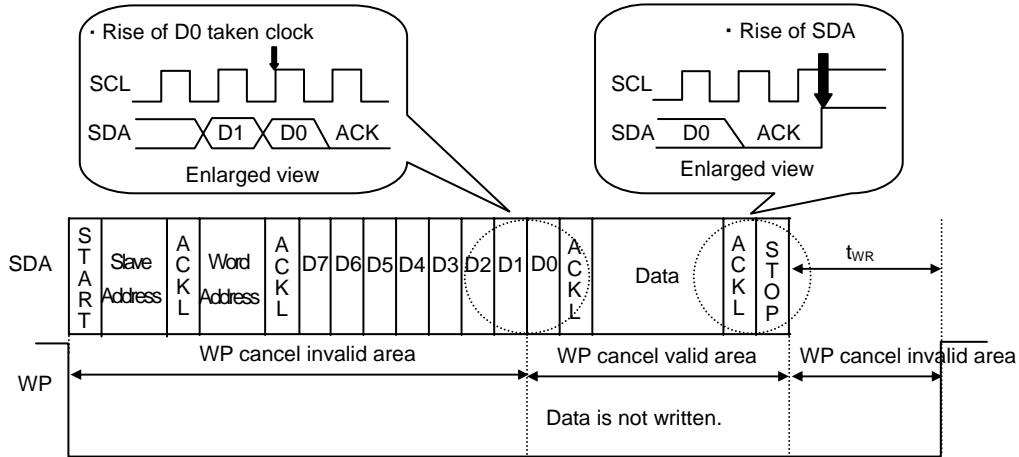 ・Rise of D0 taken clock
SCL
SDA D1 D0 ACK
Enlarged view
・Rise of SDA
SCL
SDA D0 ACK
Enlarged view
SDA
START
Slave Address
ACKL
Word Address
ACKL
D7 D6 D5 D4 D3 D2 D1 D0
ACKL
Data
ACKL
STOP
tWR
WP cancel invalid area
WP cancel valid area
WP cancel invalid area
WP
Data is not written.